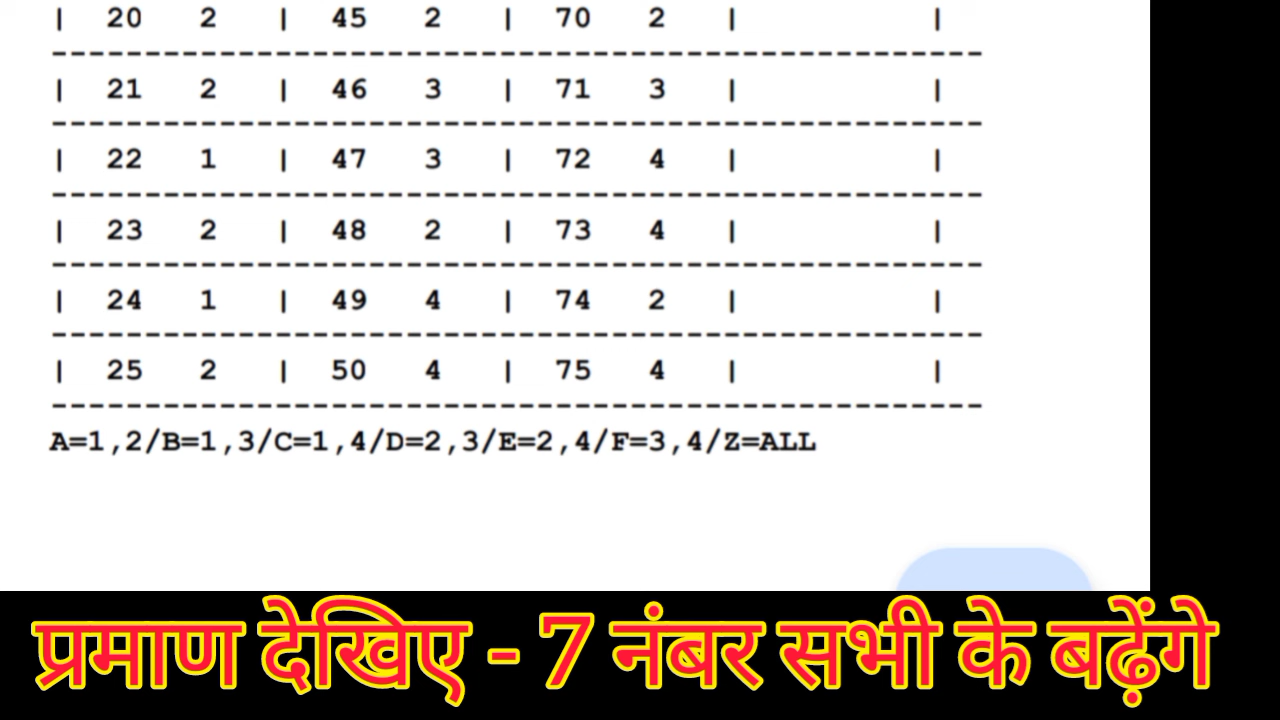 | 20 2 | 45 2 | 70 2 | |
--------------------------------------------------
| 21 2 | 46 3 | 71 3 | |
--------------------------------------------------
| 22 1 | 47 3 | 72 4 | |
--------------------------------------------------
| 23 2 | 48 2 | 73 4 | |
--------------------------------------------------
| 24 1 | 49 4 | 74 2 | |
--------------------------------------------------
| 25 2 | 50 4 | 75 4 | |
--------------------------------------------------
A=1,2/B=1,3/C=1,4/D=2,3/E=2,4/F=3,4/Z=ALL
प्रमाण देखिए - 7 नंबर सभी के बढ़ेंगे